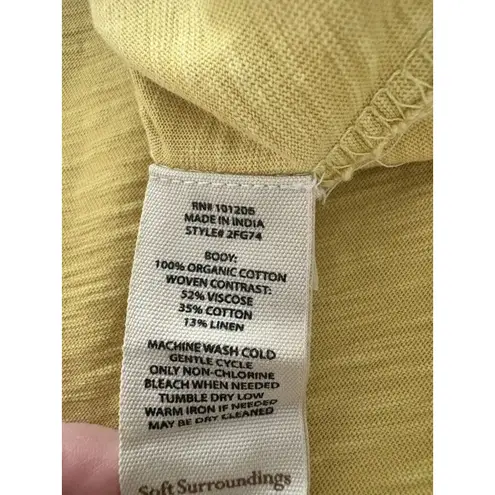 RN# 101206
MADE IN INDIA
STYLE# 2FG74
BODY:
100% ORGANIC COTTON
WOVEN CONTRAST:
52% VISCOSE
35% COTTON
13% LINEN
MACHINE WASH COLD
GENTLE CYCLE
ONLY NON-CHLORINE
BLEACH WHEN NEEDED
TUMBLE DRY LOW
WARM IRON IF NEEDED
MAY BE DRY CLEANED
Soft Surroundings